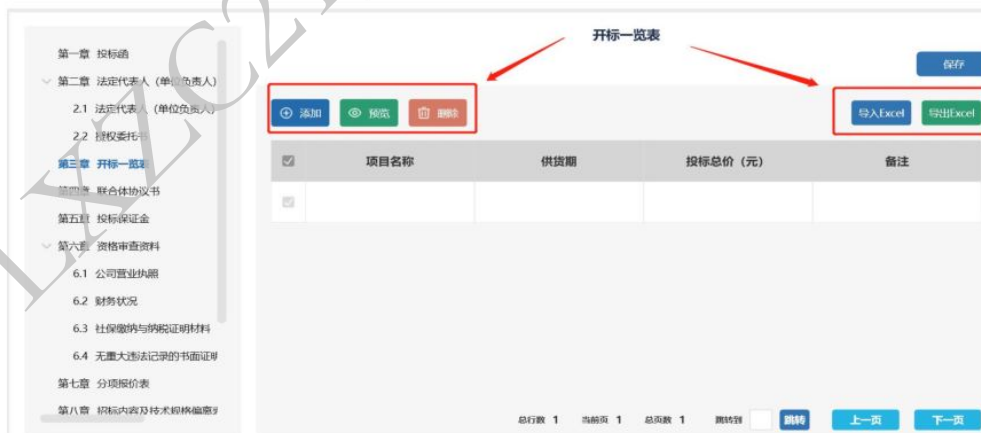 开标一览表
保存
第一章 投标函
第二章 法定代表人（单位负责人）
2.1 法定代表人（单位负责人）
2.2 授权委托书
第三章 开标一览表
第四章 联合体协议书
第五章 投标保证金
第六章 资格审查资料
6.1 公司营业执照
6.2 财务状况
6.3 社保缴纳与纳税证明材料
6.4 无重大违法记录的书面证明
第七章 分项报价表
第八章 招标内容及技术规格偏离
添加 预览 删除 导入Excel 导出Excel
项目名称 供货期 投标总价（元） 备注
总行数 1 当前页 1 总页数 1 跳转到 跳转 上一页 下一页
LXZC2